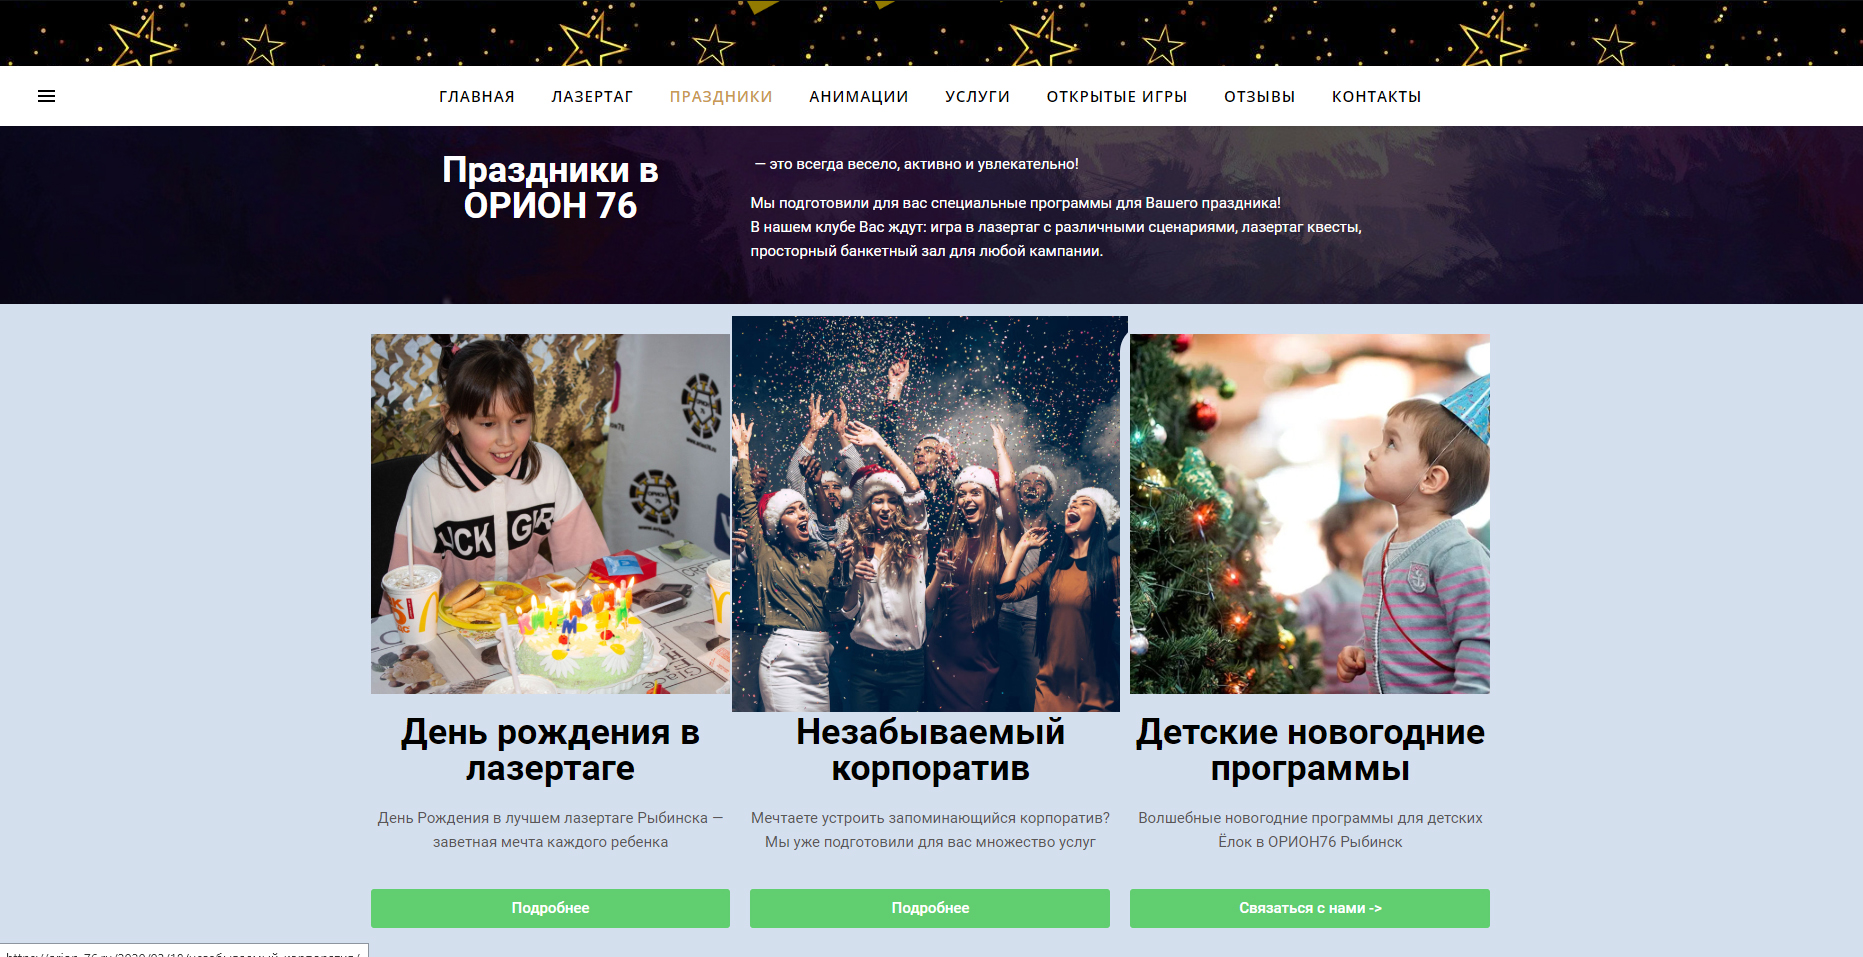 ГЛАВНАЯ ЛАЗЕРТАГ ПРАЗДНИКИ АНИМАЦИИ УСЛУГИ ОТКРЫТЫЕ ИГРЫ ОТЗЫВЫ КОНТАКТЫ
Праздники в
ОРИОН 76
— это всегда весело, активно и увлекательно!
Мы подготовили для вас специальные программы для Вашего праздника!
В нашем клубе Вас ждут: игра в лазертаг с различными сценариями, лазертаг квесты,
просторный банкетный зал для любой кампании.
ОРИОН
76
День рождения в
лазертаге
День Рождения в лучшем лазертаге Рыбинска —
заветная мечта каждого ребенка
Подробнее
Незабываемый
корпоратив
Мечтаете устроить запоминающийся корпоратив?
Мы уже подготовили для вас множество услуг
Подробнее
Детские новогодние
программы
Волшебные новогодние программы для детских
Ёлок в ОРИОН76 Рыбинск
Связаться с нами ->